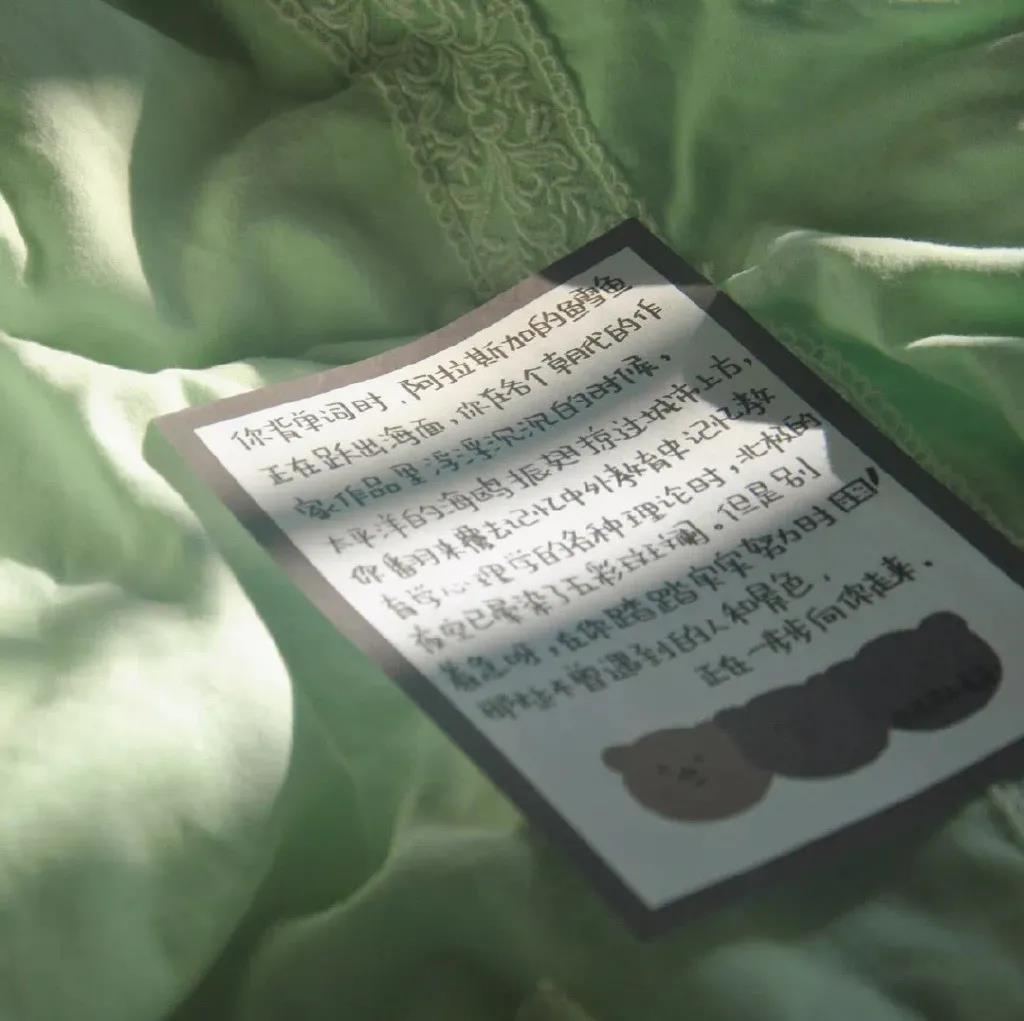 你背单词时,阿拉斯加的鳕鱼
正在跃出海面,你在各个朝代的作
家作品里浮浮沉沉的时候,
太平洋的海鸥振翅掠过城市上方,
你翻来覆去记忆中外教育史记忆教
育学心理学的各种理论时,北极的
夜空已晕染了五彩斑斓。但是别
着急呀,在你踏踏实实努力时
那些不曾遇到的人和景色,
正在一步步向你走来.